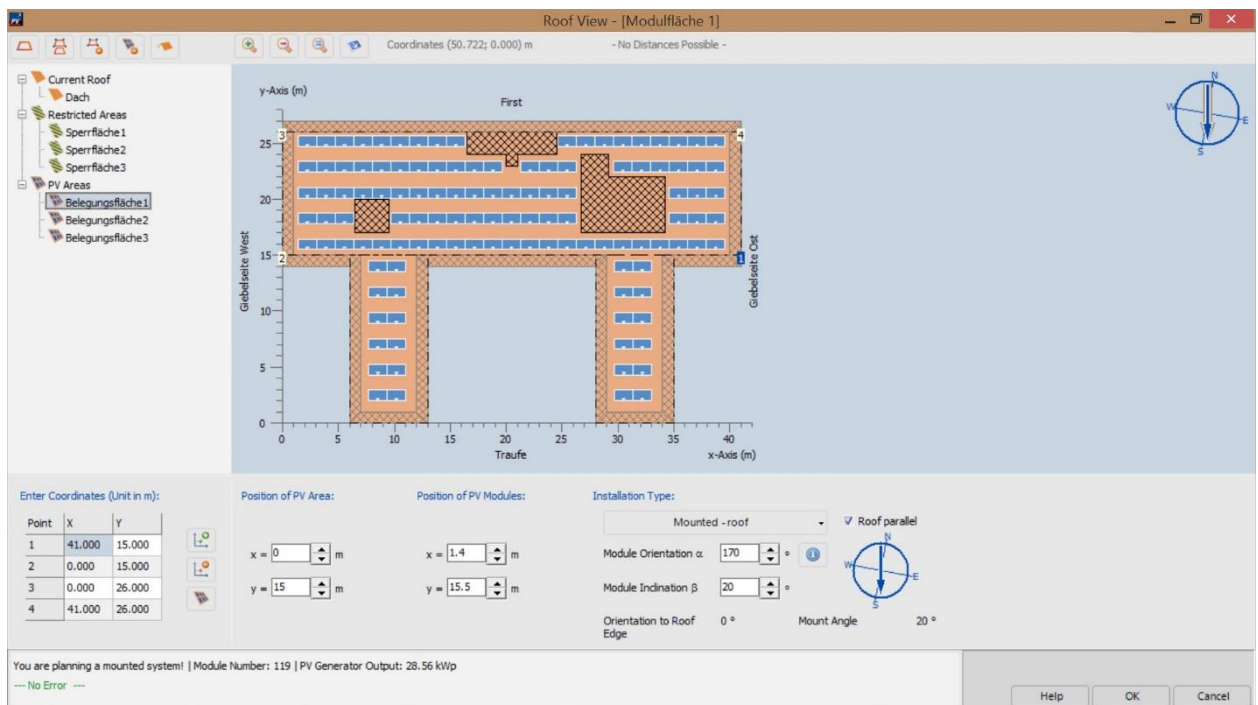 Roof View - [Modulfläche 1]
Coordinates (50.722; 0.000) m
- No Distances Possible -
Current Roof
Dach
Restricted Areas
Sperrfläche1
Sperrfläche2
Sperrfläche3
PV Areas
Belegungsfläche1
Belegungsfläche2
Belegungsfläche3
y-Axis (m)
First
25
20
15
10
5
0
3
4
2
1
Giebelseite West
Giebelseite Ost
0 5 10 15 20 25 30 35 40
Traufe
x-Axis (m)
N
W
E
S
Enter Coordinates (Unit in m):
Point X Y
1 41.000 15.000
2 0.000 15.000
3 0.000 26.000
4 41.000 26.000
Position of PV Area:
x = 0 m
y = 15 m
Position of PV Modules:
x = 1.4 m
y = 15.5 m
Installation Type:
Mounted - roof
Roof parallel
Module Orientation α 170 °
Module Inclination β 20 °
Orientation to Roof Edge 0 °
Mount Angle 20 °
N
W
E
S
You are planning a mounted system! | Module Number: 119 | PV Generator Output: 28.56 kWp
--- No Error ---
Help
OK
Cancel